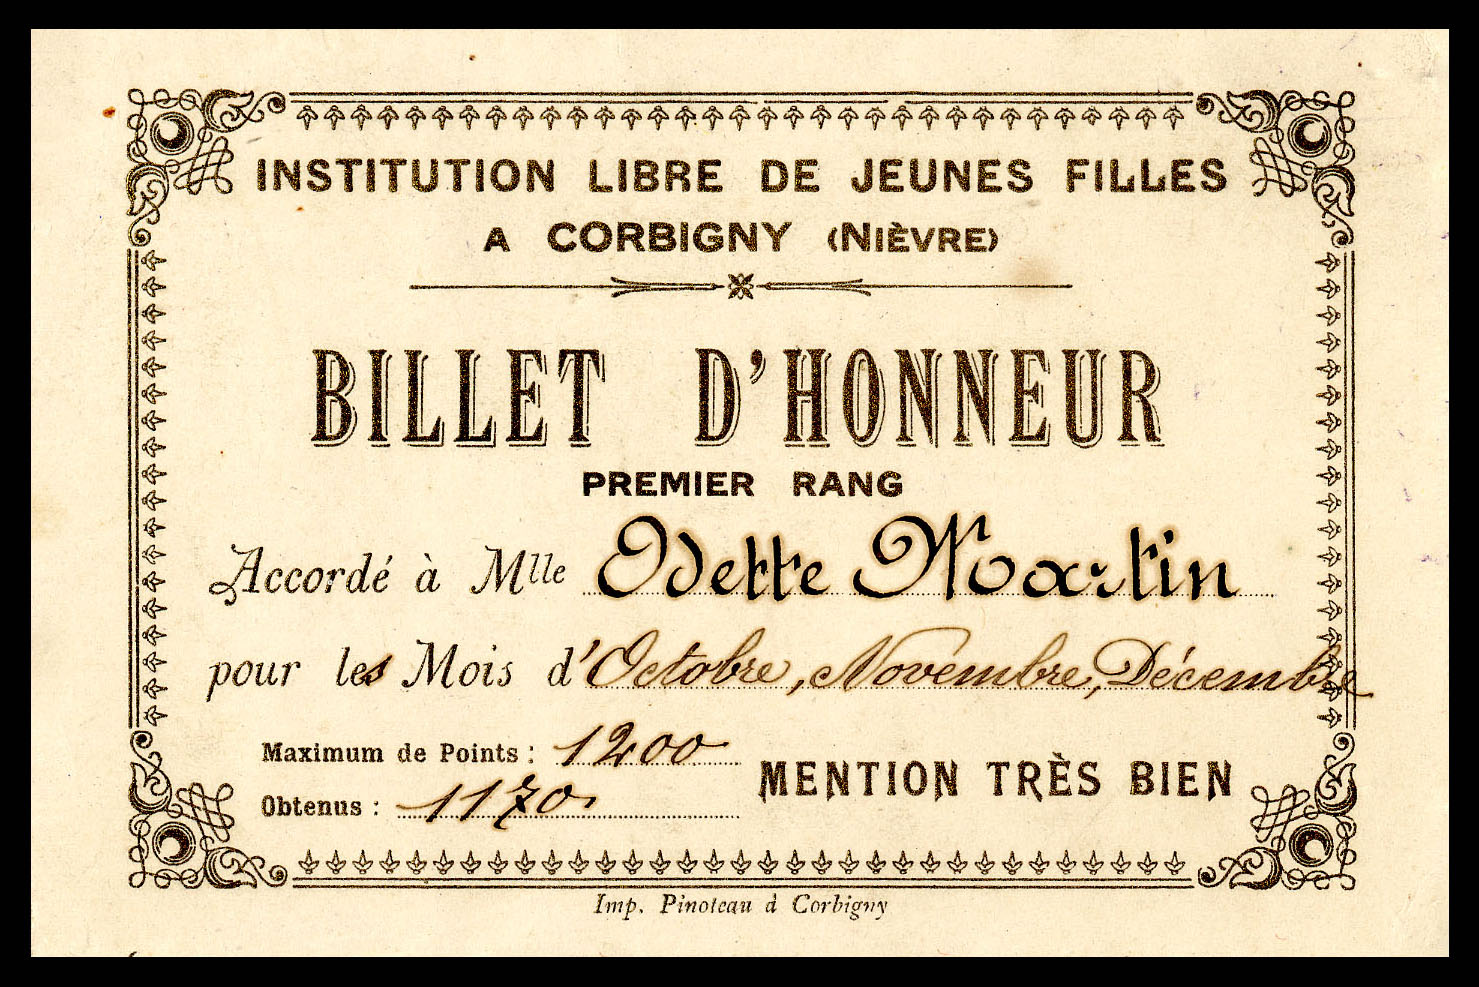 INSTITUTION LIBRE DE JEUNES FILLES
A CORBIGNY (NIÈVRE)
BILLET D'HONNEUR
PREMIER RANG
Accordé à Mlle Odette Martin
pour les Mois d'Octobre, Novembre, Décembre
Maximum de Points : 1200
Obtenus : 1170
MENTION TRÈS BIEN
Imp. Pinoteau à Corbigny